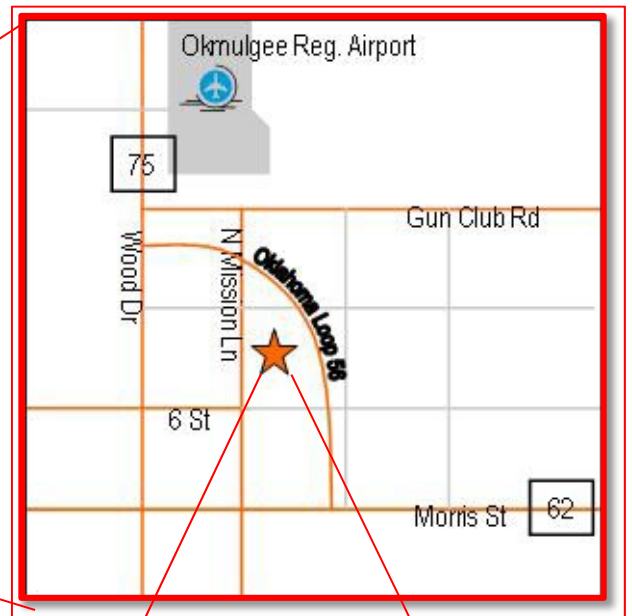 Okmulgee Reg. Airport
75
Gun Club Rd
Wood Dr
N Mission Ln
Oklahoma Loop 56
6 St
Morris St
62